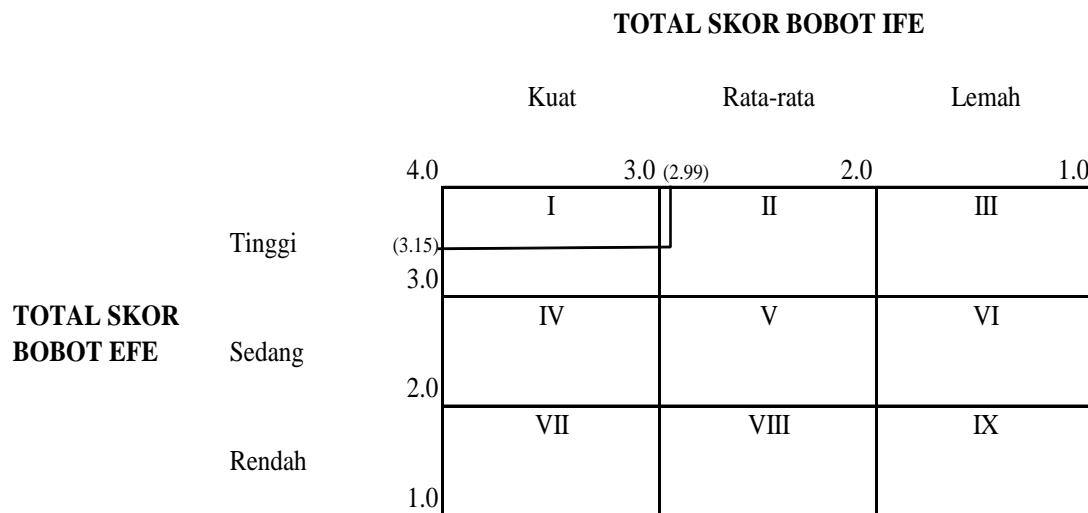 TOTAL SKOR BOBOT IFE
Kuat Rata-rata Lemah
4.0 3.0 (2.99) 2.0 1.0
I II III
Tinggi (3.15)
3.0
TOTAL SKOR IV V VI
BOBOT EFE Sedang
2.0
VII VIII IX
Rendah
1.0